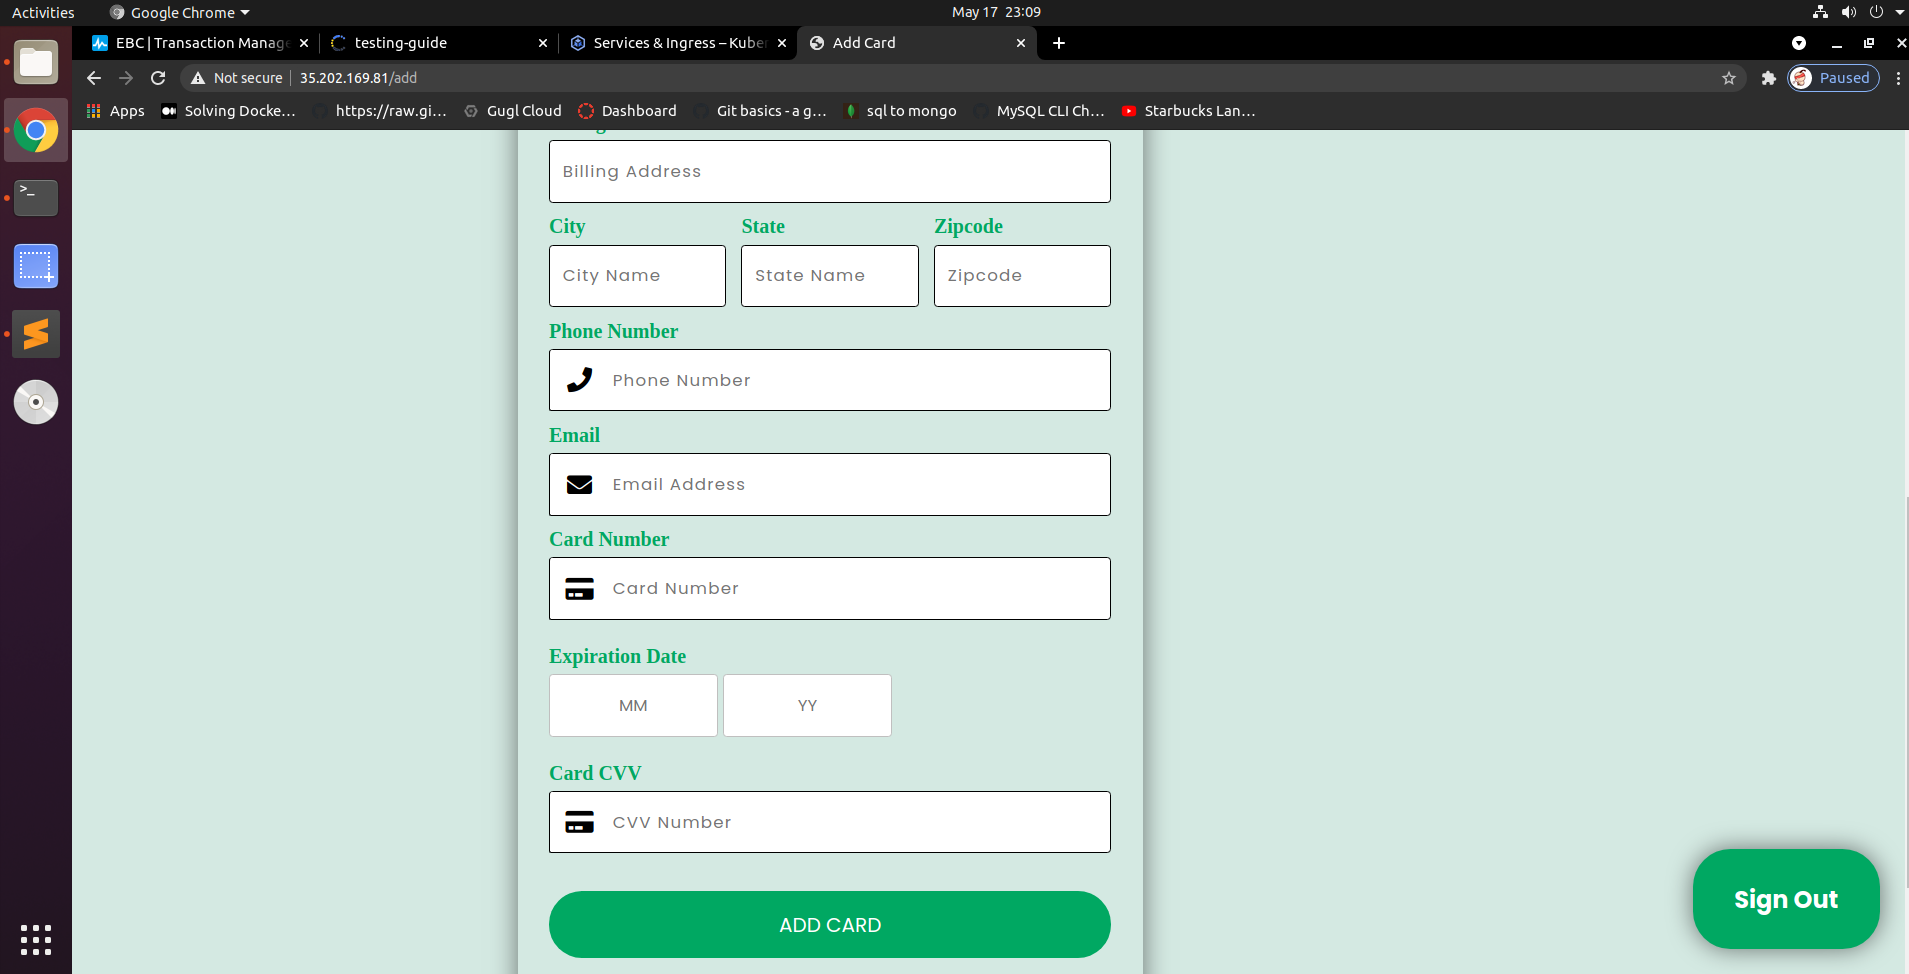 Activities
Google Chrome
May 17 23:09
EBC | Transaction Manage
testing-guide
Services & Ingress – Kuber
Add Card
Not secure
35.202.169.81/add
Paused
Apps
Solving Docke...
https://raw.gi...
Gugl Cloud
Dashboard
Git basics - a g...
sql to mongo
MySQL CLI Ch...
Starbucks Lan...
Billing Address
City
State
Zipcode
City Name
State Name
Zipcode
Phone Number
Phone Number
Email
Email Address
Card Number
Card Number
Expiration Date
MM
YY
Card CVV
CVV Number
ADD CARD
Sign Out